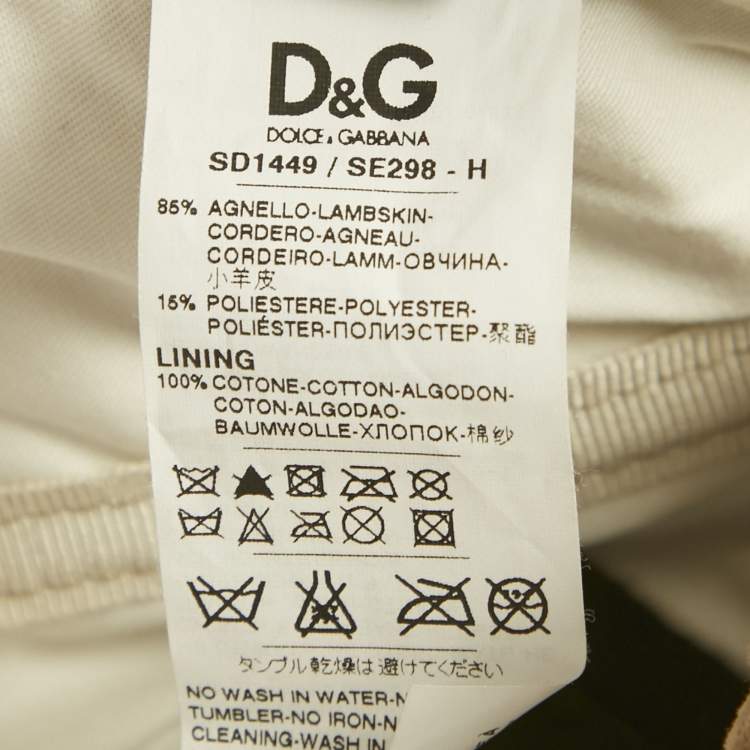 D&G
DOLCE & GABBANA
SD1449 / SE298 - H
85% AGNELLO-LAMBSKIN-
CORDERO-AGNEAU-
CORDEIRO-LAMM-ОВЧИНА-
小羊皮
15% POLIESTERE-POLYESTER-
POLIÉSTER-ПОЛИЭСТЕР-聚酯
LINING
100% COTONE-COTTON-ALGODON-
COTON-ALGODAO-
BAUMWOLLE-ХЛОПОК-棉纱
タンブル乾燥は避けてください
NO WASH IN WATER-
TUMBLER-NO IRON-
CLEANING-WASH IN